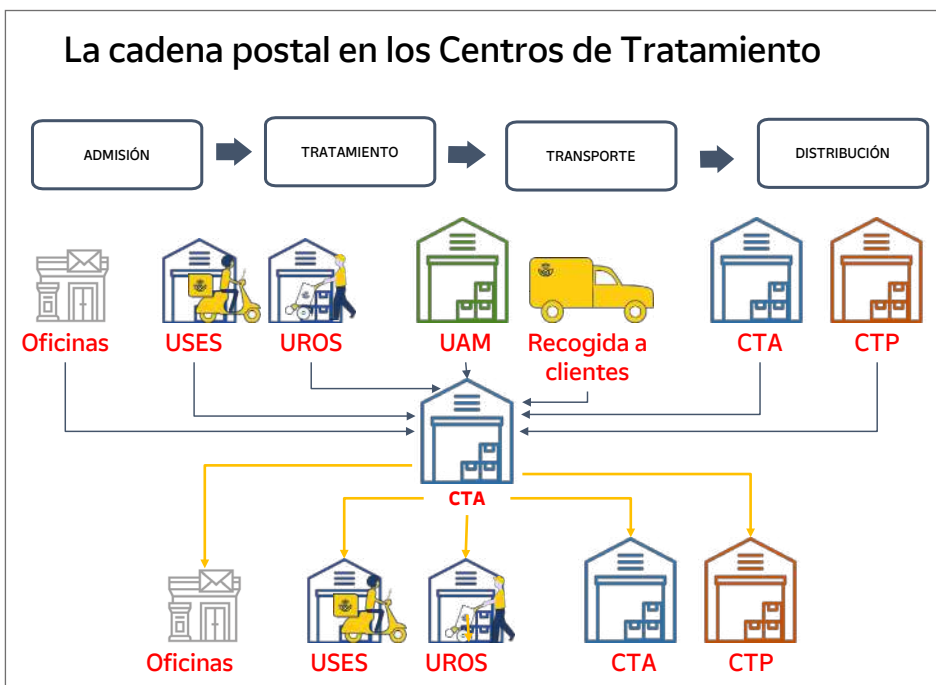 La cadena postal en los Centros de Tratamiento
ADMISIÓN
TRATAMIENTO
TRANSPORTE
DISTRIBUCIÓN
Oficinas
USES
UROS
UAM
Recogida a
clientes
CTA
CTP
CTA
Oficinas
USES
UROS
CTA
CTP